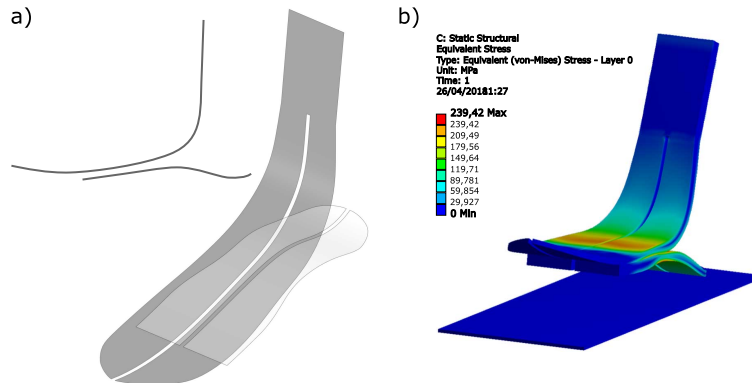 a)
b)
C: Static Structural
Equivalent Stress
Type: Equivalent (von-Mises) Stress - Layer 0
Unit: MPa
Time: 1
26/04/20181:27
239,42 Max
239,42
209,49
179,56
149,64
119,71
89,781
59,854
29,927
0 Min